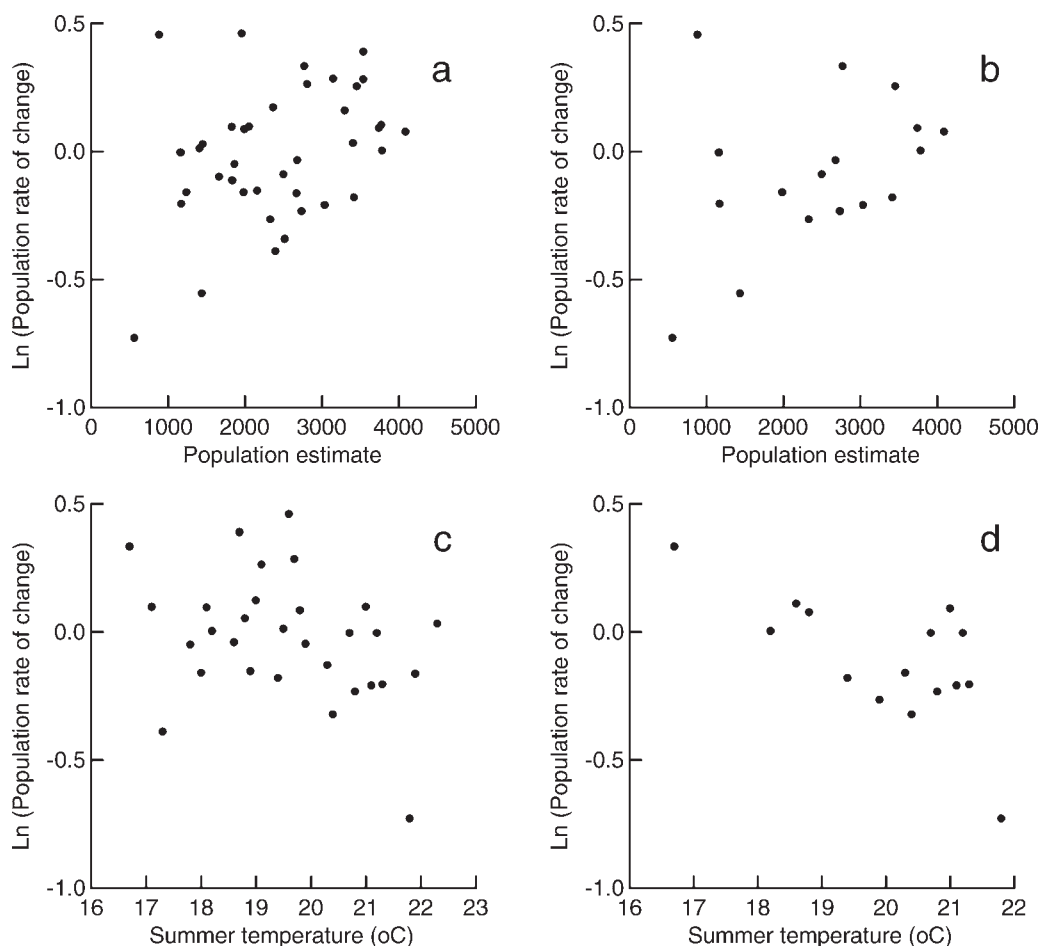 a
Ln (Population rate of change)
0.5
0.0
-0.5
-1.0
0 1000 2000 3000 4000 5000
Population estimate
b
Ln (Population rate of change)
0.5
0.0
-0.5
-1.0
0 1000 2000 3000 4000 5000
Population estimate
c
Ln (Population rate of change)
0.5
0.0
-0.5
-1.0
16 17 18 19 20 21 22 23
Summer temperature (oC)
d
Ln (Population rate of change)
0.5
0.0
-0.5
-1.0
16 17 18 19 20 21 22
Summer temperature (oC)